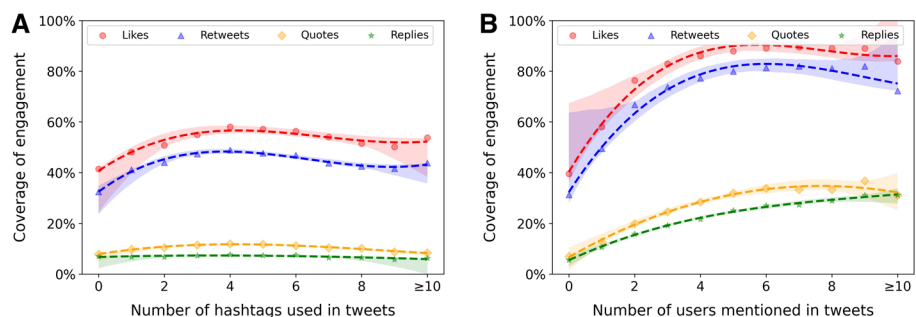 A
100%
80%
60%
40%
20%
0%
Coverage of engagement
Likes Retweets Quotes Replies
0 2 4 6 8 ≥10
Number of hashtags used in tweets
B
100%
80%
60%
40%
20%
0%
Coverage of engagement
Likes Retweets Quotes Replies
0 2 4 6 8 ≥10
Number of users mentioned in tweets